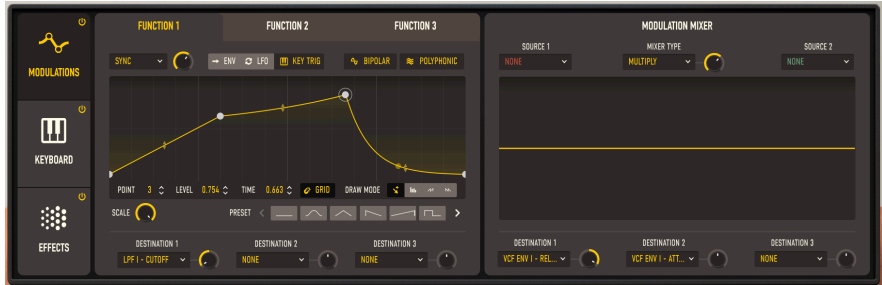 MODULATIONS
KEYBOARD
EFFECTS
FUNCTION 1 FUNCTION 2 FUNCTION 3
SYNC ENV LFO KEY TRIG BIPOLAR POLYPHONIC
POINT 3 LEVEL 0.754 TIME 0.663 GRID DRAW MODE
SCALE PRESET
DESTINATION 1 DESTINATION 2 DESTINATION 3
LPF I - CUTOFF NONE NONE
MODULATION MIXER
SOURCE 1 MIXER TYPE SOURCE 2
NONE MULTIPLY NONE
DESTINATION 1 DESTINATION 2 DESTINATION 3
VCF ENV I - REL... VCF ENV I - ATT... NONE